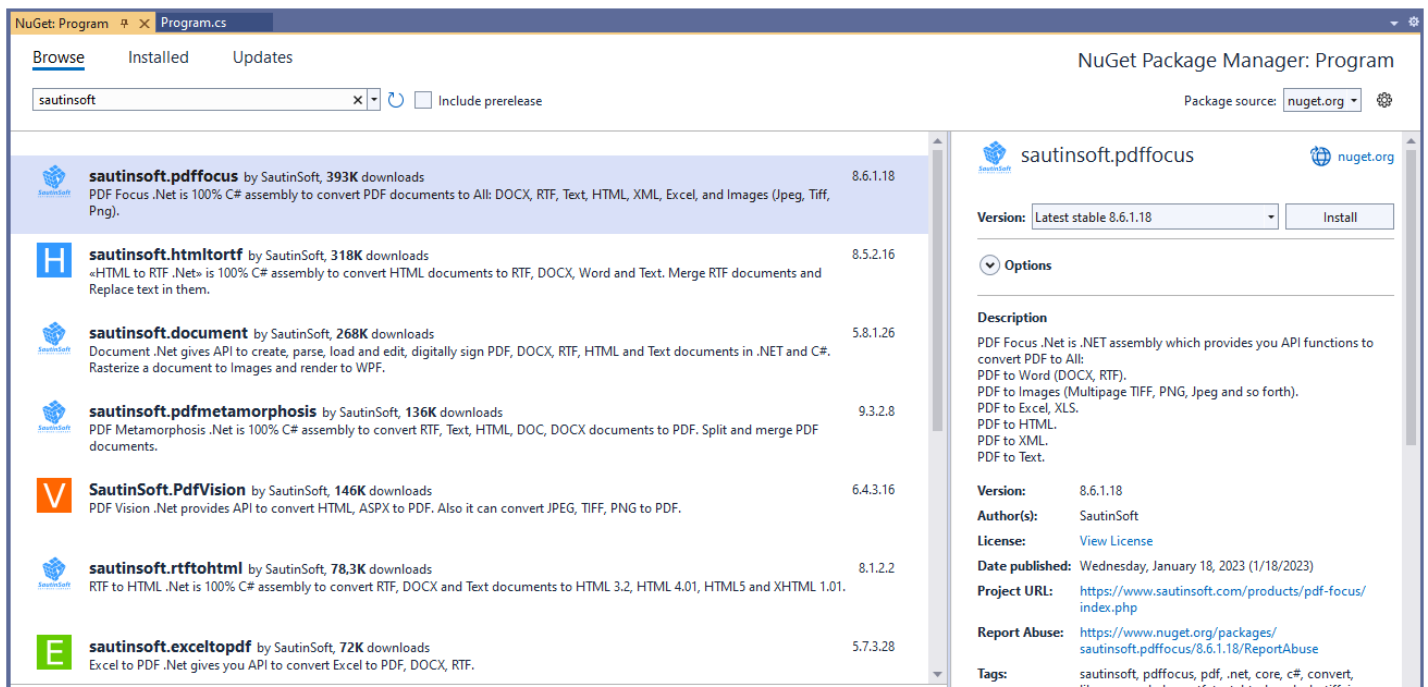 NuGet: Program
Program.cs
Browse
Installed
Updates
NuGet Package Manager: Program
sautinsoft
Include prerelease
Package source:
nuget.org
SautinSoft
sautinsoft.pdffocus by SautinSoft, 393K downloads
8.6.1.18
PDF Focus .Net is 100% C# assembly to convert PDF documents to All: DOCX, RTF, Text, HTML, XML, Excel, and Images (Jpeg, Tiff,
Png).
H
sautinsoft.htmltortf by SautinSoft, 318K downloads
8.5.2.16
«HTML to RTF .Net» is 100% C# assembly to convert HTML documents to RTF, DOCX, Word and Text. Merge RTF documents and
Replace text in them.
SautinSoft
sautinsoft.document by SautinSoft, 268K downloads
5.8.1.26
Document .Net gives API to create, parse, load and edit, digitally sign PDF, DOCX, RTF, HTML and Text documents in .NET and C#.
Rasterize a document to Images and render to WPF.
SautinSoft
sautinsoft.pdfmetamorphosis by SautinSoft, 136K downloads
9.3.2.8
PDF Metamorphosis .Net is 100% C# assembly to convert RTF, Text, HTML, DOC, DOCX documents to PDF. Split and merge PDF
documents.
V
SautinSoft.PdfVision by SautinSoft, 146K downloads
6.4.3.16
PDF Vision .Net provides API to convert HTML, ASPX to PDF. Also it can convert JPEG, TIFF, PNG to PDF.
SautinSoft
sautinsoft.rtftohtml by SautinSoft, 78,3K downloads
8.1.2.2
RTF to HTML .Net is 100% C# assembly to convert RTF, DOCX and Text documents to HTML 3.2, HTML 4.01, HTML5 and XHTML 1.01.
E
sautinsoft.exceltopdf by SautinSoft, 72K downloads
5.7.3.28
Excel to PDF .Net gives you API to convert Excel to PDF, DOCX, RTF.
SautinSoft
sautinsoft.pdffocus
nuget.org
Version:
Latest stable 8.6.1.18
Install
Options
Description
PDF Focus .Net is .NET assembly which provides you API functions to
convert PDF to All:
PDF to Word (DOCX, RTF).
PDF to Images (Multipage TIFF, PNG, Jpeg and so forth).
PDF to Excel, XLS.
PDF to HTML.
PDF to XML.
PDF to Text.
Version: 8.6.1.18
Author(s): SautinSoft
License: View License
Date published: Wednesday, January 18, 2023 (1/18/2023)
Project URL: https://www.sautinsoft.com/products/pdf-focus/
index.php
Report Abuse: https://www.nuget.org/packages/
sautinsoft.pdffocus/8.6.1.18/ReportAbuse
Tags: sautinsoft, pdffocus, pdf, .net, core, c#, convert,